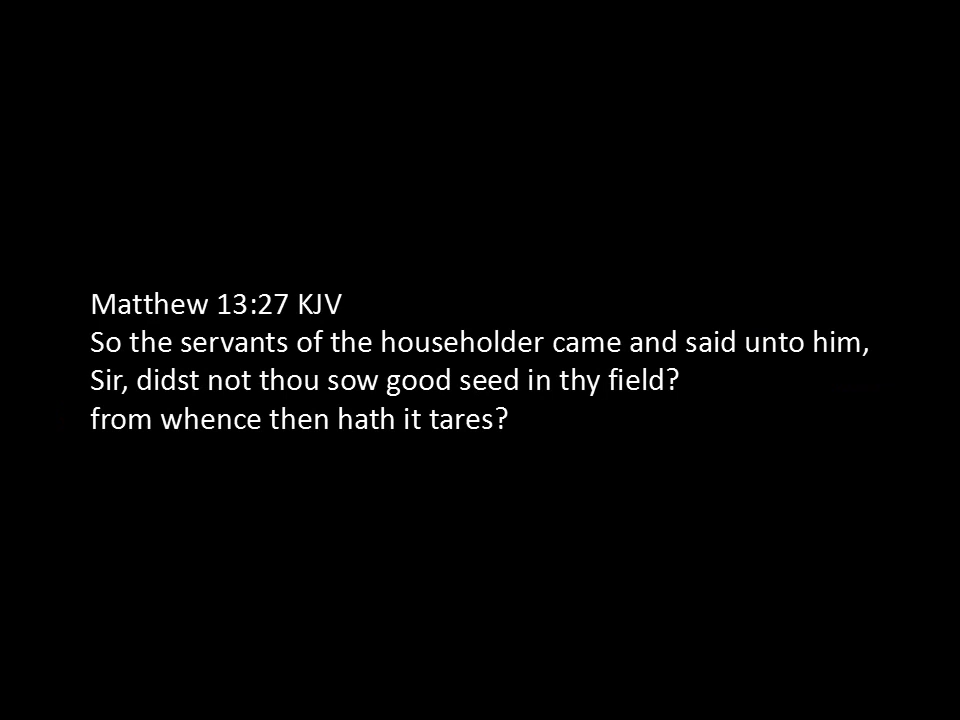 Matthew 13:27 KJV
So the servants of the householder came and said unto him,
Sir, didst not thou sow good seed in thy field?
from whence then hath it tares?